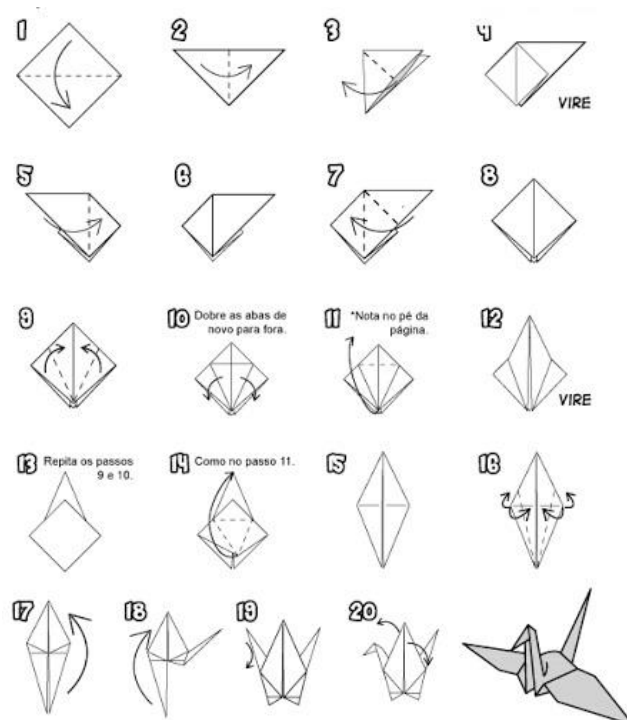 1
2
3
4
VIRE
5
6
7
8
9
10 Dobre as abas de
novo para fora.
11 *Nota no pé da
página.
12
VIRE
13 Repita os passos
9 e 10.
14 Como no passo 11.
15
16
17
18
19
20